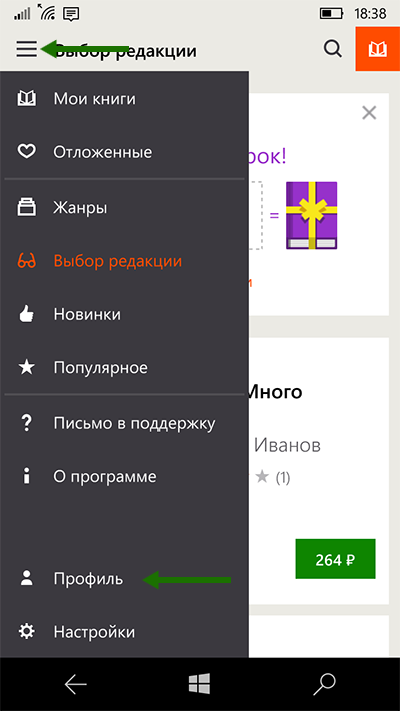 18:38
Выбор редакции
Мои книги
Отложенные
рок!
=
Жанры
Выбор редакции
и
Новинки
Популярное
Много
Письмо в поддержку
Иванов
О программе
(1)
264 ₽
Профиль
Настройки